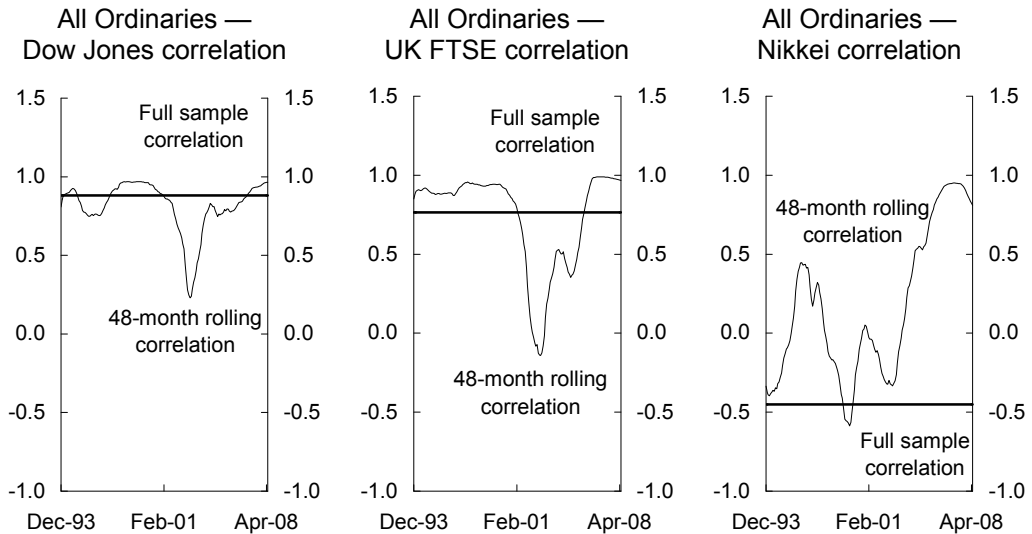 All Ordinaries —
Dow Jones correlation
1.5
1.0
0.5
0.0
-0.5
-1.0
1.5
1.0
0.5
0.0
-0.5
-1.0
Full sample
correlation
48-month rolling
correlation
Dec-93 Feb-01 Apr-08
All Ordinaries —
UK FTSE correlation
1.5
1.0
0.5
0.0
-0.5
-1.0
1.5
1.0
0.5
0.0
-0.5
-1.0
Full sample
correlation
48-month rolling
correlation
Dec-93 Feb-01 Apr-08
All Ordinaries —
Nikkei correlation
1.5
1.0
0.5
0.0
-0.5
-1.0
1.5
1.0
0.5
0.0
-0.5
-1.0
48-month rolling
correlation
Full sample
correlation
Dec-93 Feb-01 Apr-08